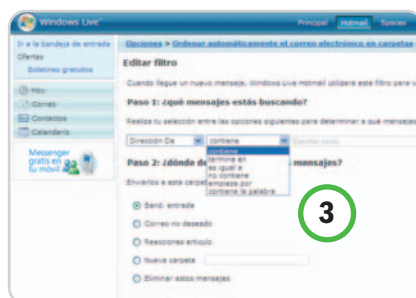 Windows Live™
Principal Hotmail Spaces
Ir a la bandeja de entrada
Ofertas
Boletines gratuitos
Hoy
Correo
Contactos
Calendario
Messenger
gratis en
tu móvil
Opciones > Ordenar automáticamente el correo electrónico en carpetas
Editar filtro
Cuando llegue un nuevo mensaje, Windows Live Hotmail utilizará este filtro para
Paso 1: ¿qué mensajes estás buscando?
Realiza tu selección entre las opciones siguientes para determinar a qué mensajes
Dirección De contiene
contiene
termina en
es igual a
no contiene
empieza por
contiene la palabra
Paso 2: ¿dónde mensajes?
Enviarlos a esta
Band. entrada
Correo no deseado
Reacciones artículo
Nueva carpeta
Eliminar estos mensajes
3